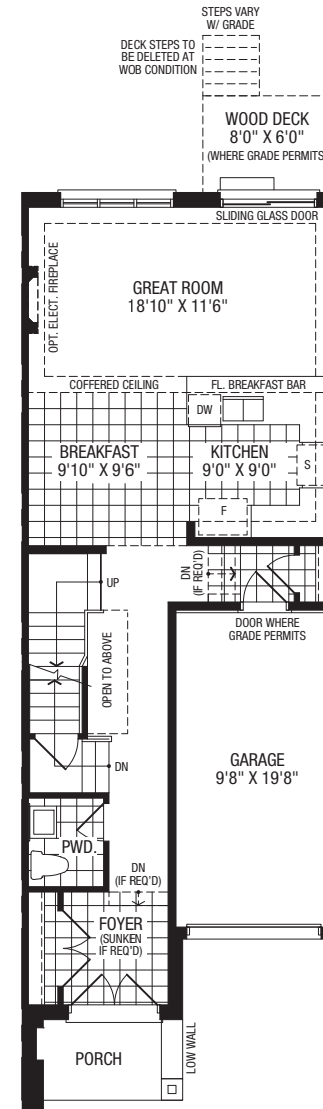 STEPS VARY
W/ GRADE
DECK STEPS TO
BE DELETED AT
WOB CONDITION
WOOD DECK
8'0" X 6'0"
(WHERE GRADE PERMITS)
SLIDING GLASS DOOR
OPT. ELECT. FIREPLACE
GREAT ROOM
18'10" X 11'6"
COFFERED CEILING
FL. BREAKFAST BAR
DW
BREAKFAST
9'10" X 9'6"
KITCHEN
9'0" X 9'0"
S
F
UP
DN
(IF REQ'D)
OPEN TO ABOVE
DOOR WHERE
GRADE PERMITS
DN
GARAGE
9'8" X 19'8"
PWD.
DN
(IF REQ'D)
FOYER
(SUNKEN
IF REQ'D)
PORCH
LOW WALL